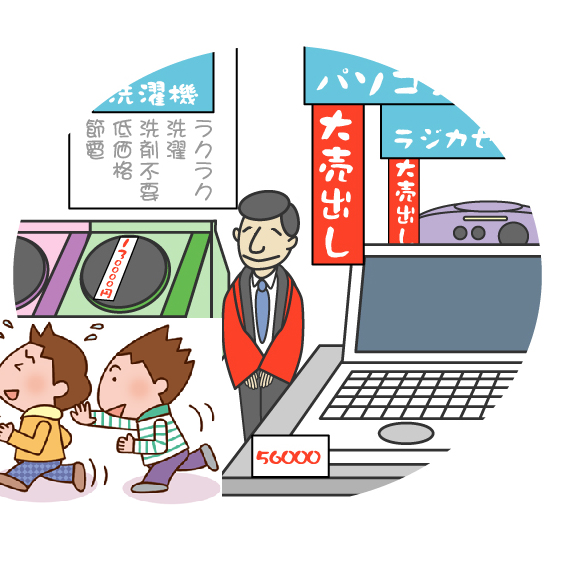 洗濯機
ラクラク
洗濯
洗剤不要
低価格
節電
130000円
パソコ
大売出し
ラジカセ
大売出し
56000